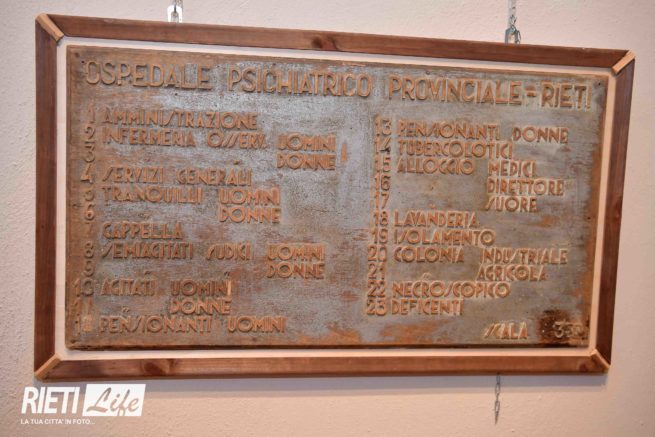 OSPEDALE PSICHIATRICO PROVINCIALE = RIETI
1 AMMINISTRAZIONE
2 INFERMERIA OSSERV. UOMINI
3 DONNE
4 SERVIZI GENERALI
5 TRANQUILLI UOMINI
6 DONNE
7 CAPPELLA
8 SEMIAGITATI SUDICI UOMINI
9 DONNE
10 AGITATI UOMINI
11 DONNE
12 PENSIONANTI UOMINI
13 PENSIONANTI DONNE
14 TUBERCOLOTICI
15 ALLOGGIO MEDICI
16 DIRETTORE
17 SUORE
18 LAVANDERIA
19 ISOLAMENTO
20 COLONIA INDUSTRIALE
21 AGRICOLA
22 NECROSCOPICO
23 DEFICENTI
SCALA
RIETI Life
LA TUA CITTA' IN FOTO...